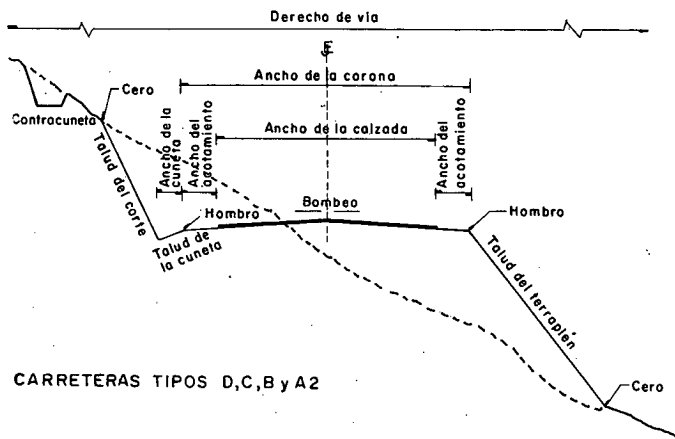 Derecho de vía
℄
Ancho de la corona
Cero
Contracuneta
Ancho de la calzada
Ancho de la
cuneta
Ancho del
acotamiento
Ancho del
acotamiento
Talud del corte
Hombro
Bombeo
Hombro
Talud de
la cuneta
Talud del terraplén
CARRETERAS TIPOS D,C,B y A2
Cero